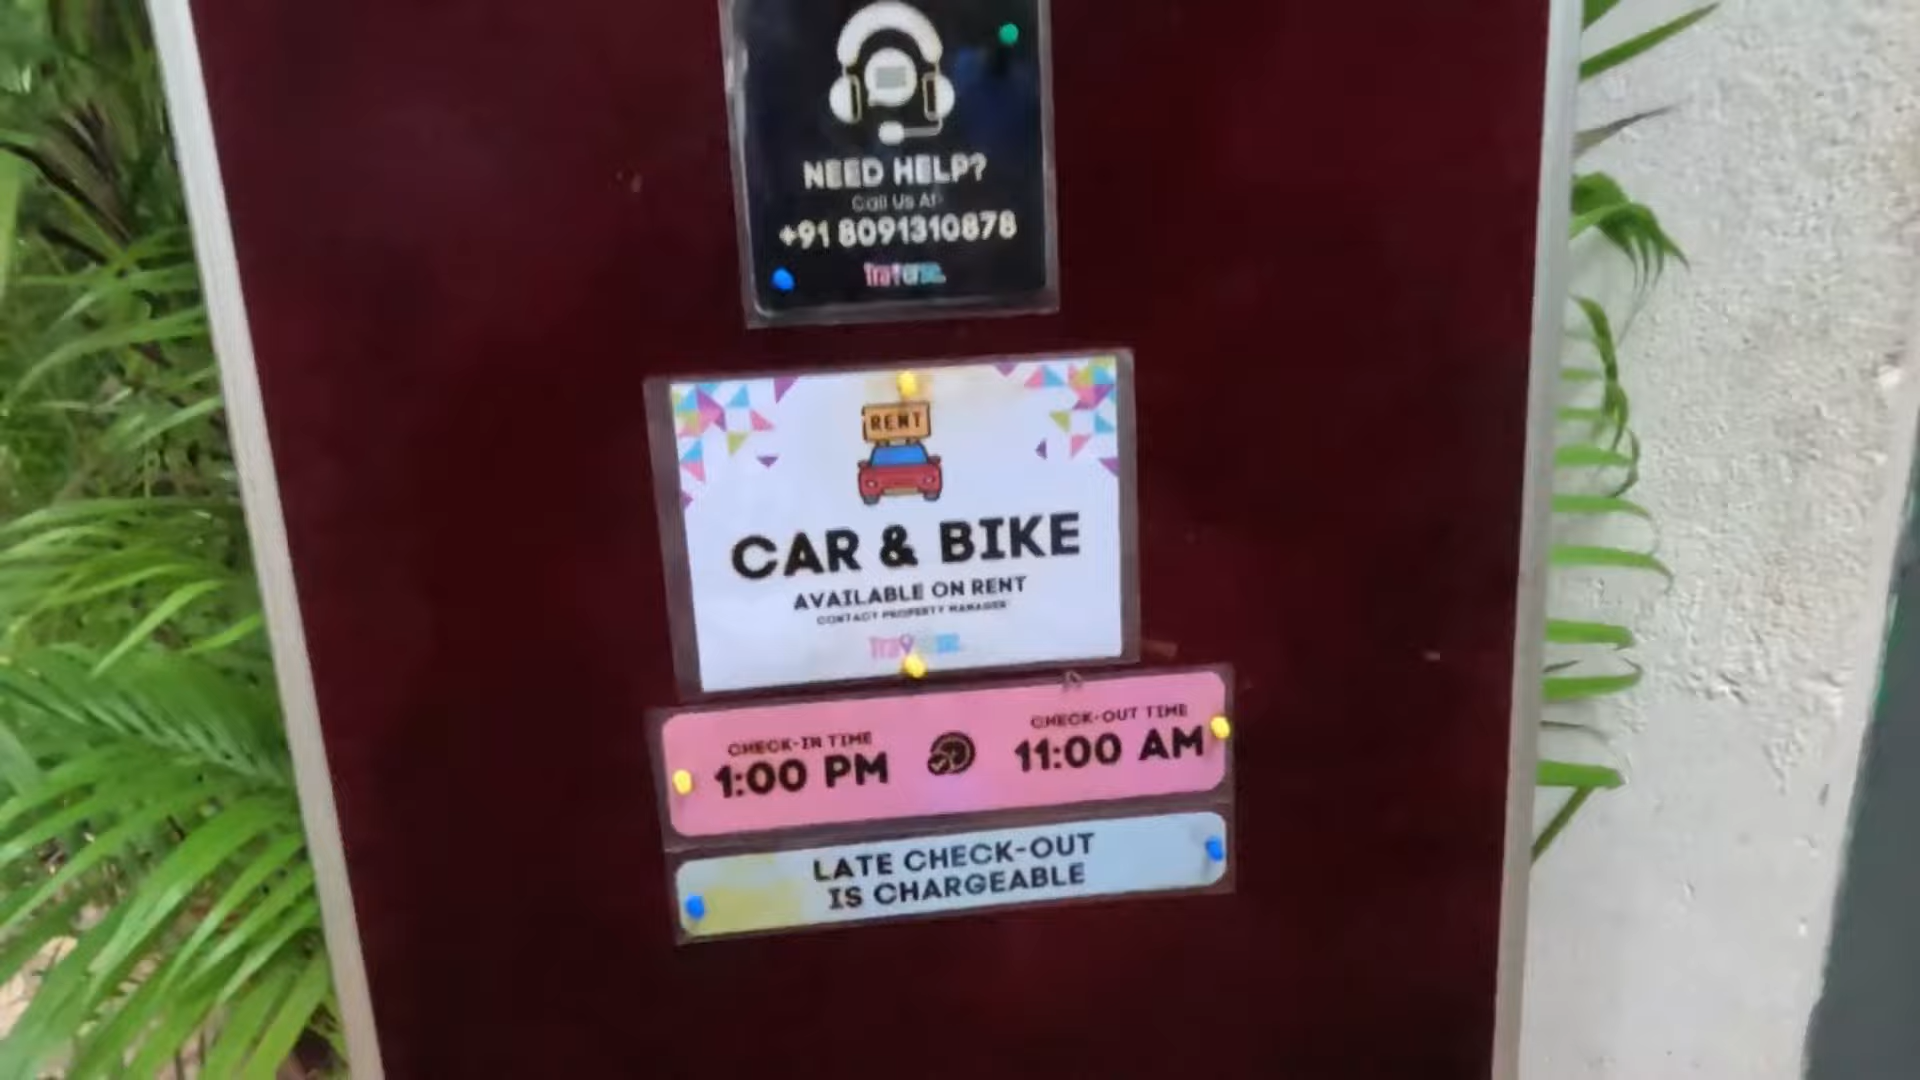 NEED HELP?
Call Us At-
+91 8091310878
RENT
CAR & BIKE
AVAILABLE ON RENT
CONTACT PROPERTY MANAGER
CHECK-IN TIME
1:00 PM
CHECK-OUT TIME
11:00 AM
LATE CHECK-OUT
IS CHARGEABLE